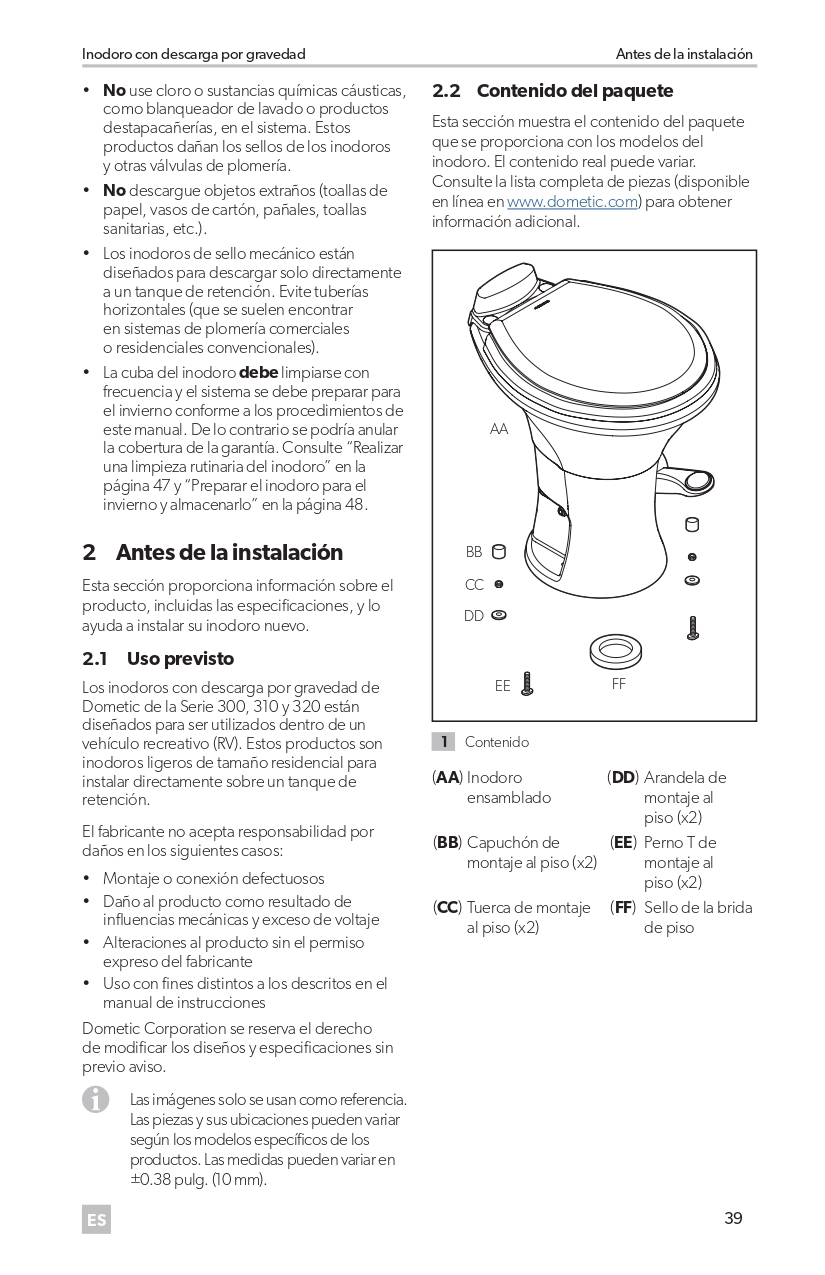 Inodoro con descarga por gravedad
Antes de la instalación
• No use cloro o sustancias químicas cáusticas,
como blanqueador de lavado o productos
destapacañerías, en el sistema. Estos
productos dañan los sellos de los inodoros
y otras válvulas de plomería.
• No descargue objetos extraños (toallas de
papel, vasos de cartón, pañales, toallas
sanitarias, etc.).
• Los inodoros de sello mecánico están
diseñados para descargar solo directamente
a un tanque de retención. Evite tuberías
horizontales (que se suelen encontrar
en sistemas de plomería comerciales
o residenciales convencionales).
• La cuba del inodoro debe limpiarse con
frecuencia y el sistema se debe preparar para
el invierno conforme a los procedimientos de
este manual. De lo contrario se podría anular
la cobertura de la garantía. Consulte “Realizar
una limpieza rutinaria del inodoro” en la
página 47 y “Preparar el inodoro para el
invierno y almacenarlo” en la página 48.
2 Antes de la instalación
Esta sección proporciona información sobre el
producto, incluidas las especificaciones, y lo
ayuda a instalar su inodoro nuevo.
2.1 Uso previsto
Los inodoros con descarga por gravedad de
Dometic de la Serie 300, 310 y 320 están
diseñados para ser utilizados dentro de un
vehículo recreativo (RV). Estos productos son
inodoros ligeros de tamaño residencial para
instalar directamente sobre un tanque de
retención.
El fabricante no acepta responsabilidad por
daños en los siguientes casos:
• Montaje o conexión defectuosos
• Daño al producto como resultado de
influencias mecánicas y exceso de voltaje
• Alteraciones al producto sin el permiso
expreso del fabricante
• Uso con fines distintos a los descritos en el
manual de instrucciones
Dometic Corporation se reserva el derecho
de modificar los diseños y especificaciones sin
previo aviso.
Las imágenes solo se usan como referencia.
Las piezas y sus ubicaciones pueden variar
según los modelos específicos de los
productos. Las medidas pueden variar en
±0.38 pulg. (10 mm).
2.2 Contenido del paquete
Esta sección muestra el contenido del paquete
que se proporciona con los modelos del
inodoro. El contenido real puede variar.
Consulte la lista completa de piezas (disponible
en línea en www.dometic.com) para obtener
información adicional.
AA
BB
CC
DD
EE
FF
1 Contenido
(AA) Inodoro
ensamblado
(BB) Capuchón de
montaje al piso (x2)
(CC) Tuerca de montaje
al piso (x2)
(DD) Arandela de
montaje al
piso (x2)
(EE) Perno T de
montaje al
piso (x2)
(FF) Sello de la brida
de piso
ES
39